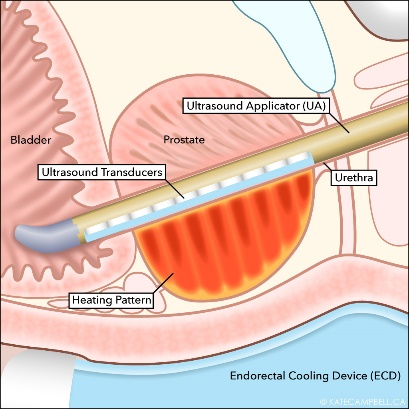 Ultrasound Applicator (UA)
Bladder
Prostate
Ultrasound Transducers
Urethra
Heating Pattern
Endorectal Cooling Device (ECD)
© KATECAMPBELL.CA